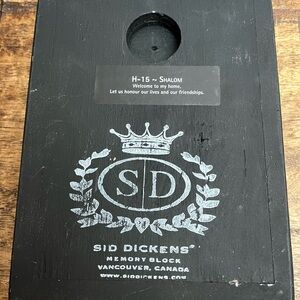 H-15 ~ SHALOM
Welcome to my home.
Let us honour our lives and our friendships.
S D
SID DICKENS®
MEMORY BLOCK
VANCOUVER, CANADA
www.SIDDICKENS.COM